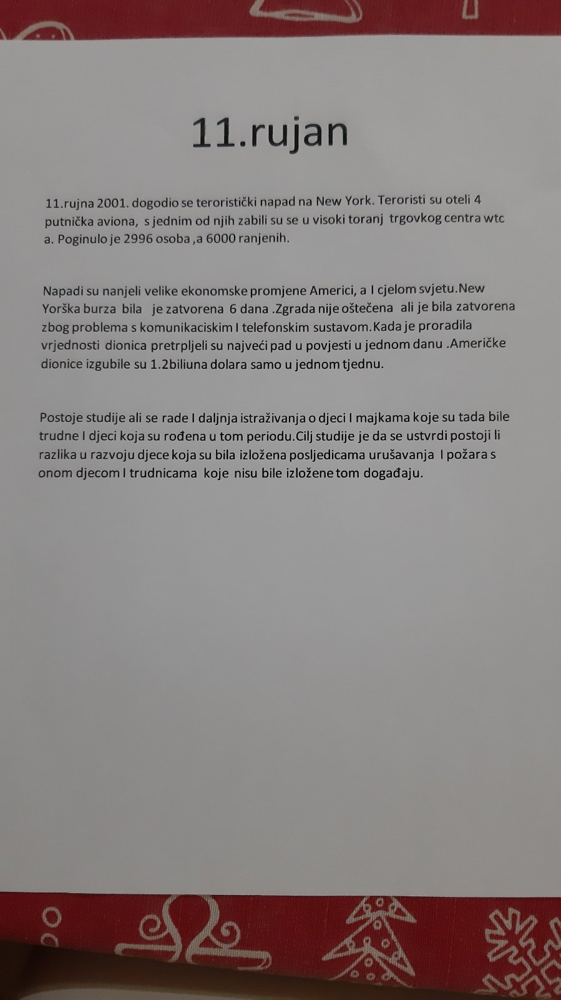 11.rujan
11.rujna 2001. dogodio se teroristički napad na New York. Teroristi su oteli 4
putnička aviona, s jednim od njih zabili su se u visoki toranj trgovkog centra wtc
a. Poginulo je 2996 osoba ,a 6000 ranjenih.
Napadi su nanjeli velike ekonomske promjene Americi, a I cjelom svjetu.New
Yorška burza bila je zatvorena 6 dana .Zgrada nije oštečena ali je bila zatvorena
zbog problema s komunikaciskim I telefonskim sustavom.Kada je proradila
vrjednosti dionica pretrpljeli su najveći pad u povjesti u jednom danu .Američke
dionice izgubile su 1.2biliuna dolara samo u jednom tjednu.
Postoje studije ali se rade I daljnja istraživanja o djeci I majkama koje su tada bile
trudne I djeci koja su rođena u tom periodu.Cilj studije je da se ustvrdi postoji li
razlika u razvoju djece koja su bila izložena posljedicama urušavanja I požara s
onom djecom I trudnicama koje nisu bile izložene tom događaju.